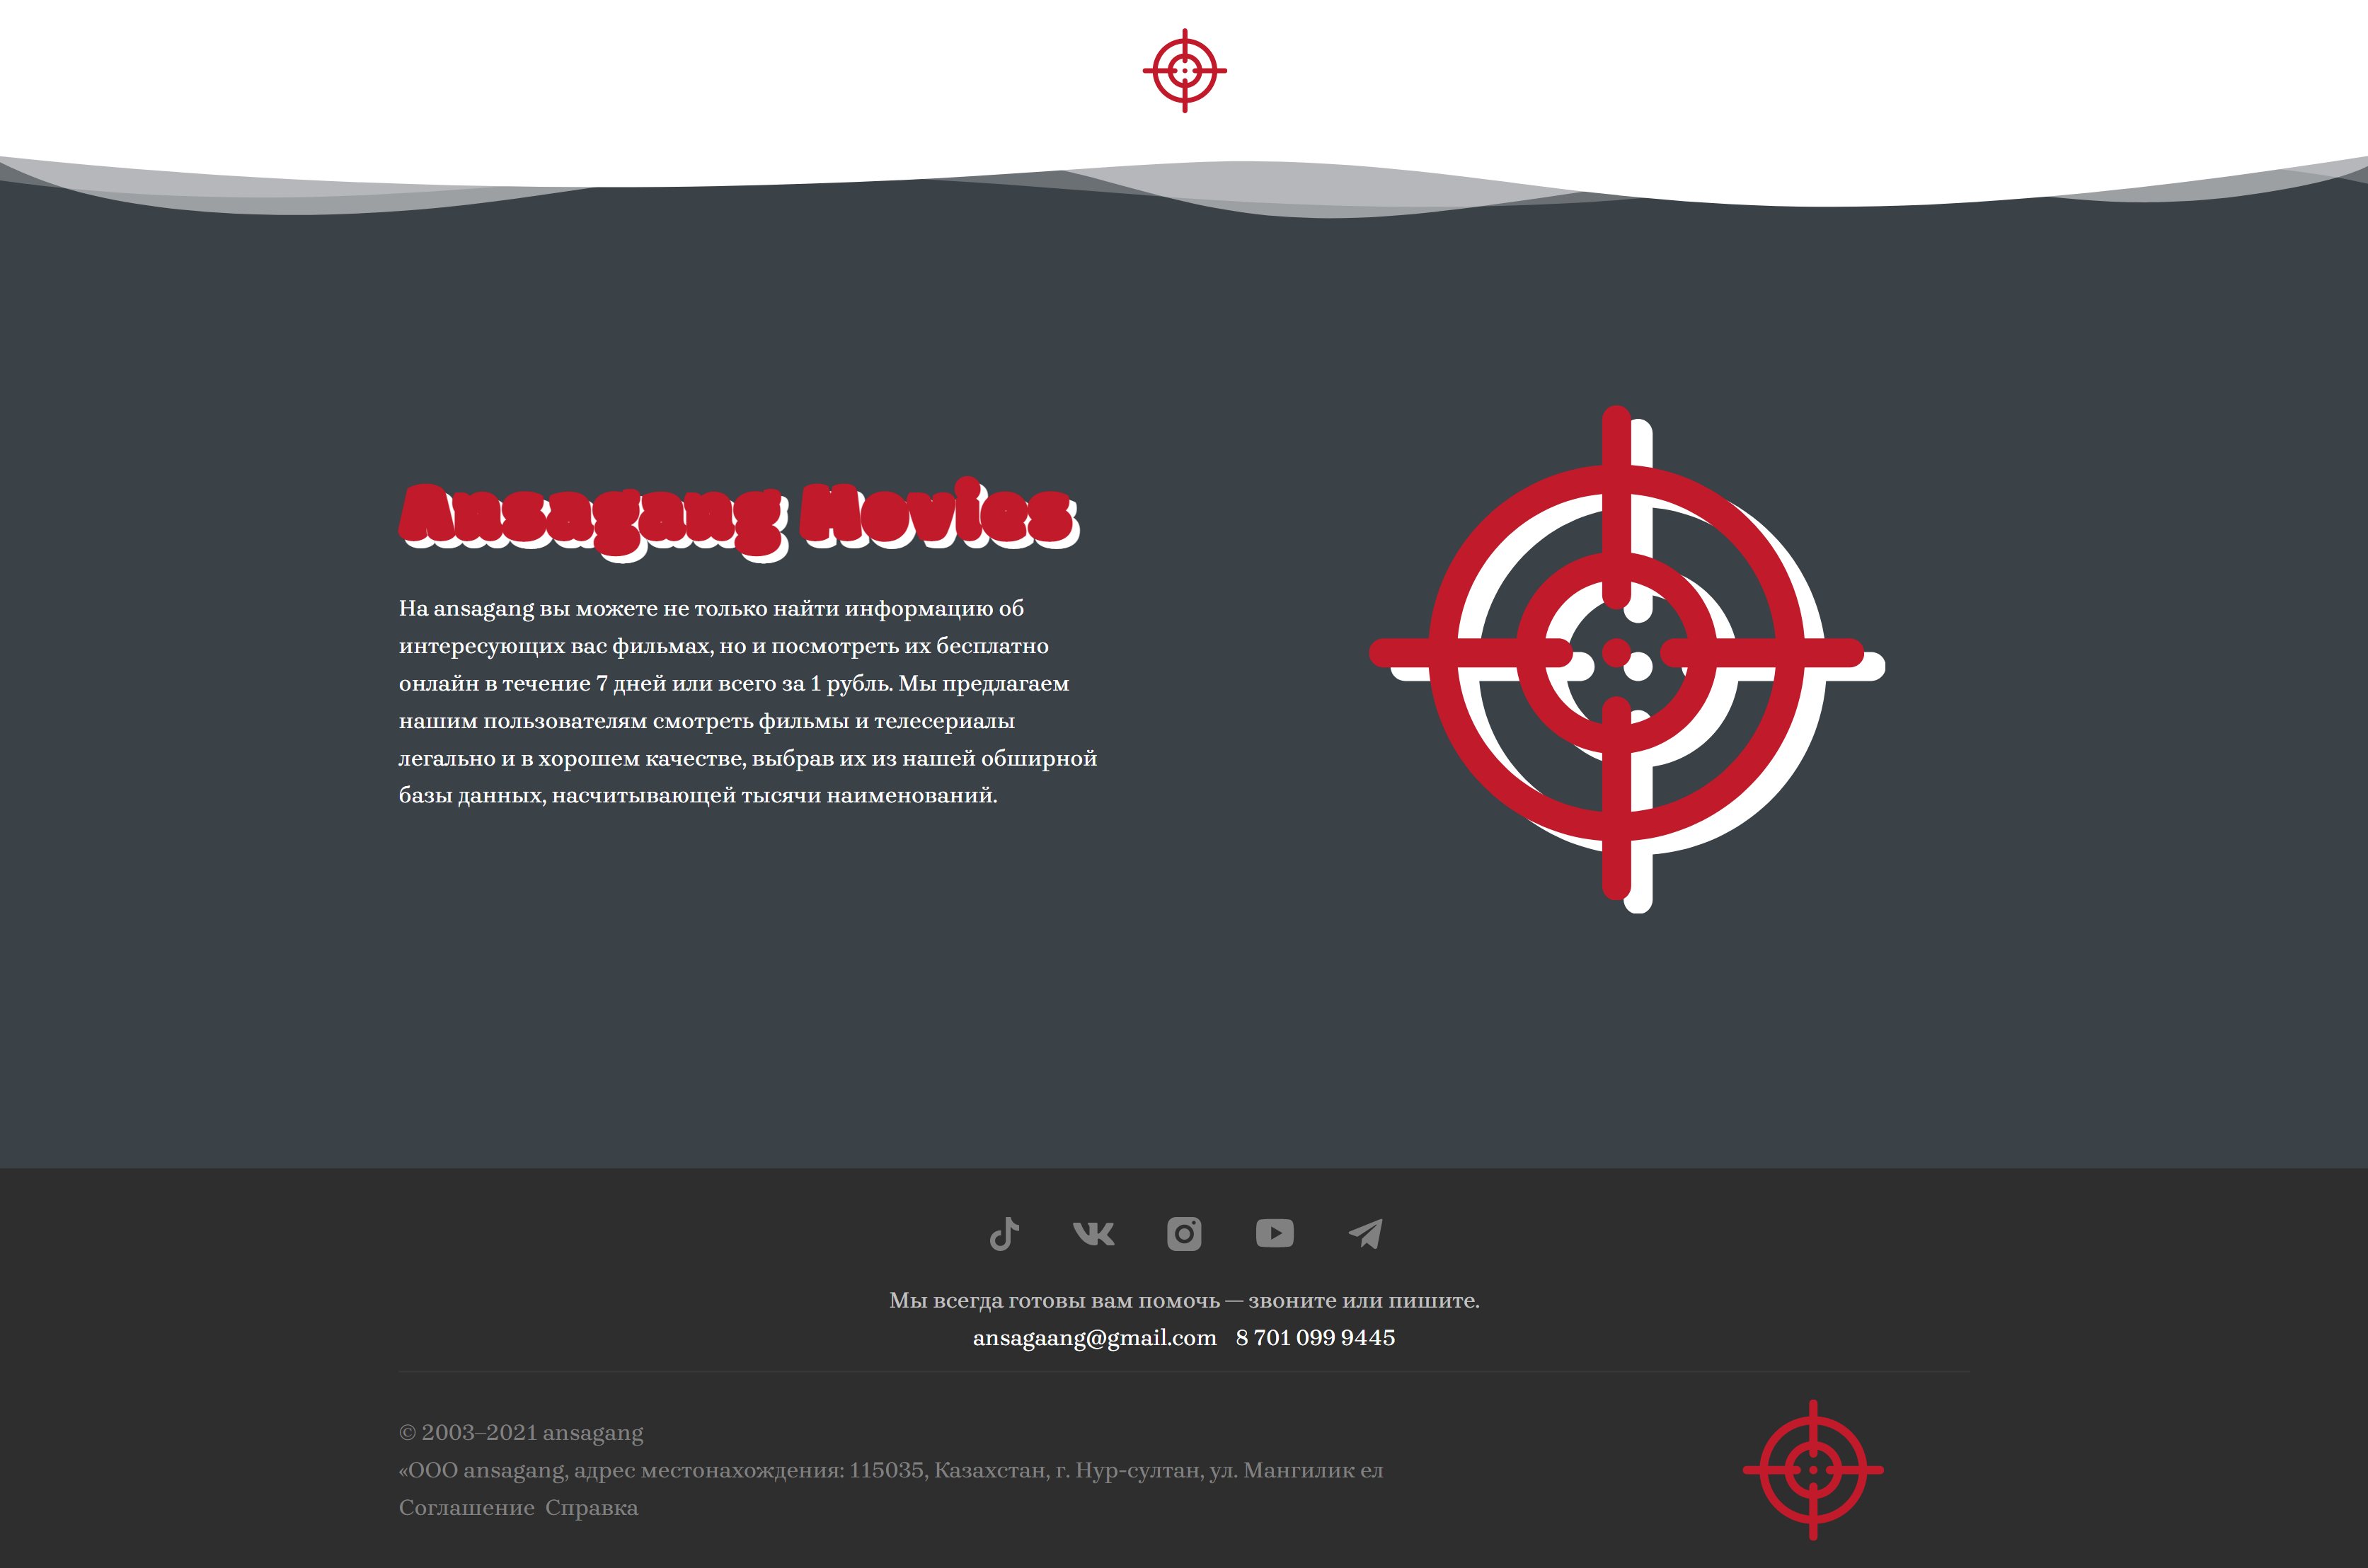 Ansagang Movies
На ansagang вы можете не только найти информацию об
интересующих вас фильмах, но и посмотреть их бесплатно
онлайн в течение 7 дней или всего за 1 рубль. Мы предлагаем
нашим пользователям смотреть фильмы и телесериалы
легально и в хорошем качестве, выбрав их из нашей обширной
базы данных, насчитывающей тысячи наименований.
Мы всегда готовы вам помочь — звоните или пишите.
ansagaang@gmail.com 8 701 099 9445
© 2003–2021 ansagang
«ООО ansagang, адрес местонахождения: 115035, Казахстан, г. Нур-султан, ул. Мангилик ел
Соглашение Справка